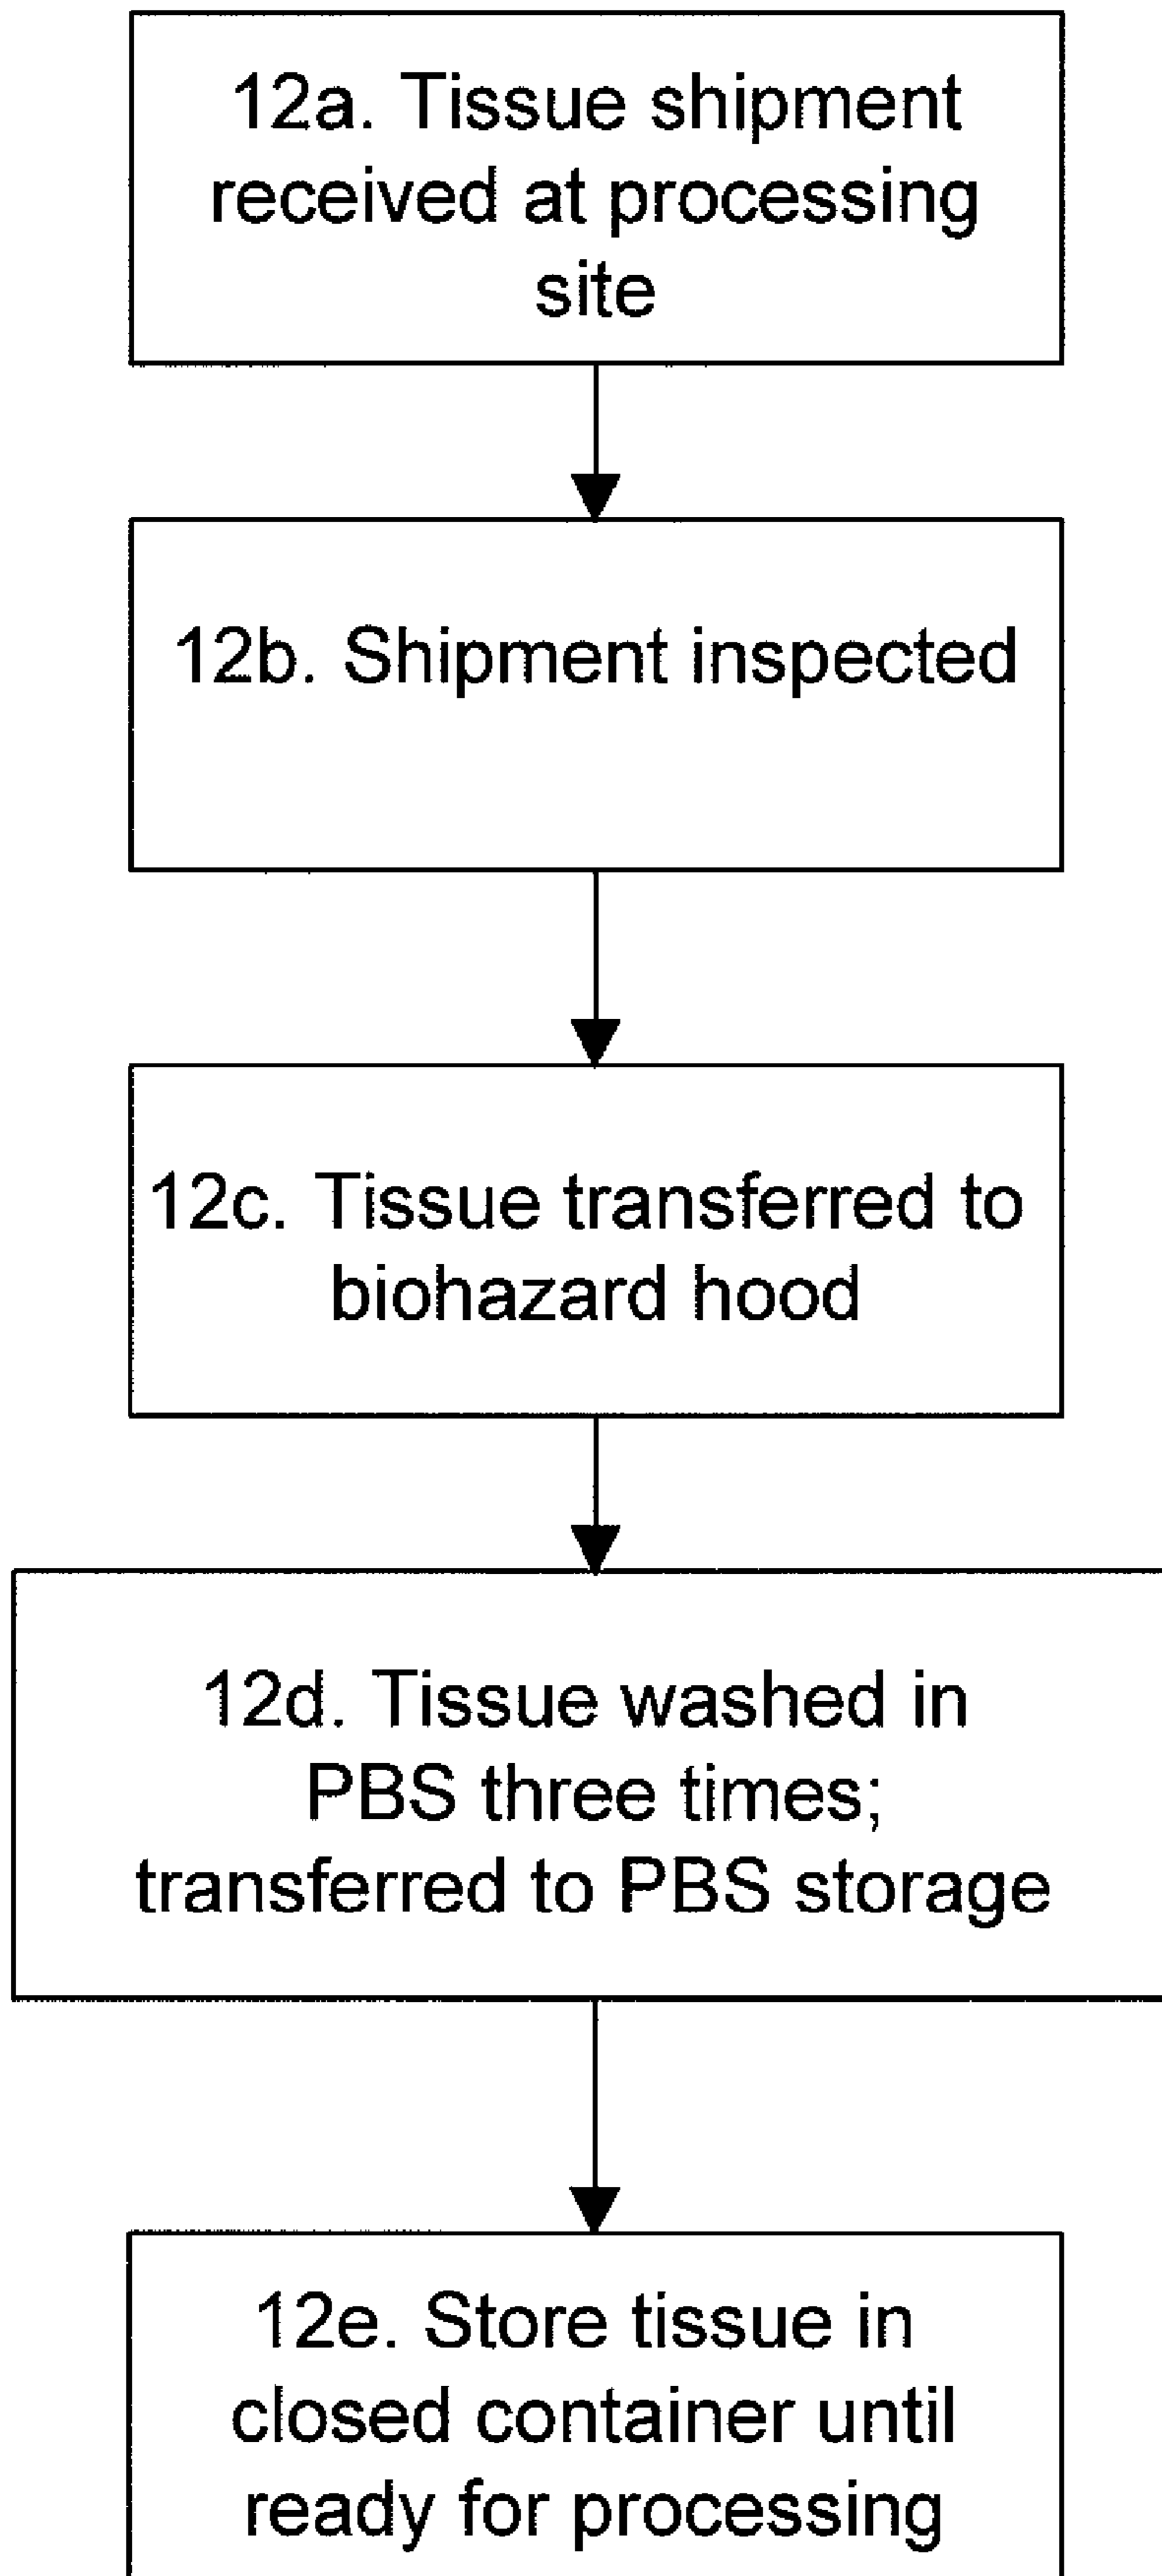 12a. Tissue shipment
received at processing
site
12b. Shipment inspected
12c. Tissue transferred to
biohazard hood
12d. Tissue washed in
PBS three times;
transferred to PBS storage
12e. Store tissue in
closed container until
ready for processing